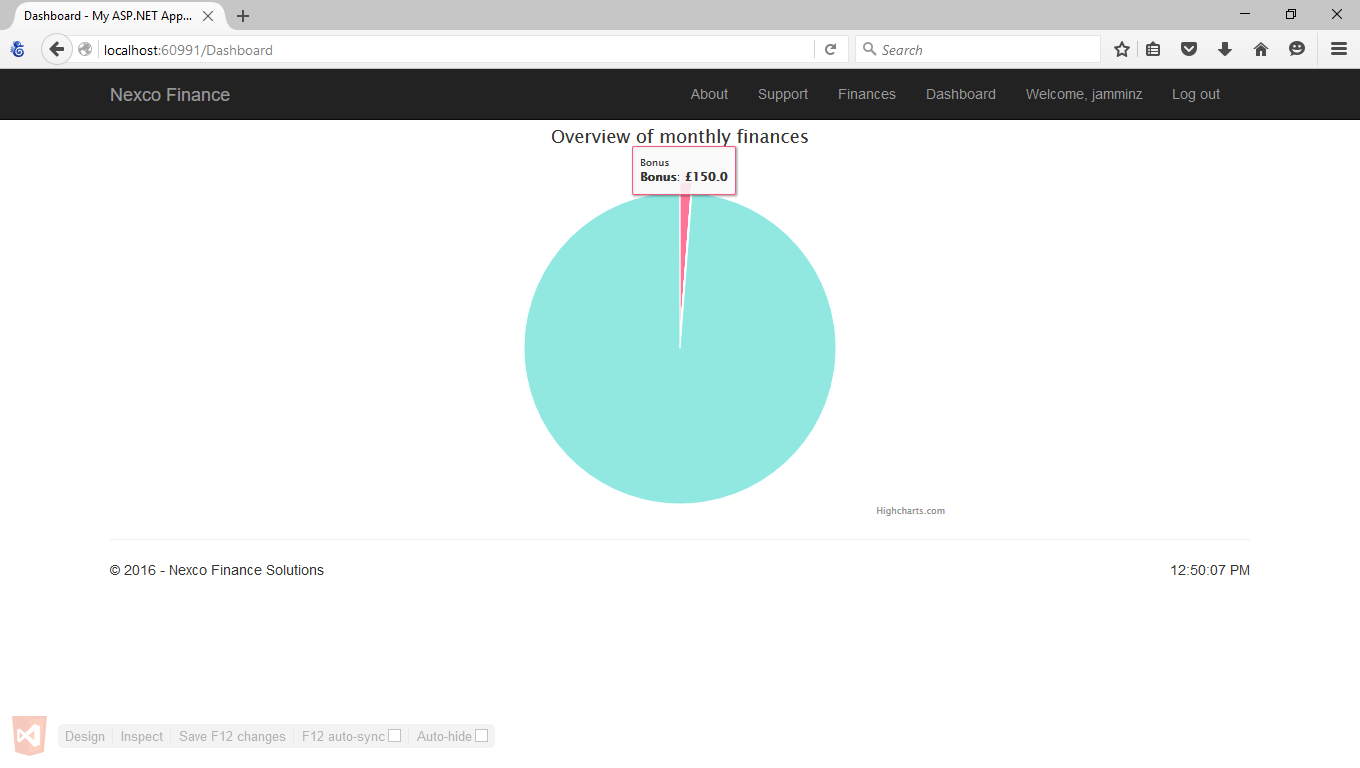 Dashboard - My ASP.NET App...
localhost:60991/Dashboard
Search
Nexco Finance
About Support Finances Dashboard Welcome, jamminz Log out
Overview of monthly finances
Bonus
Bonus: £150.0
Highcharts.com
© 2016 - Nexco Finance Solutions
12:50:07 PM
Design Inspect Save F12 changes F12 auto-sync Auto-hide